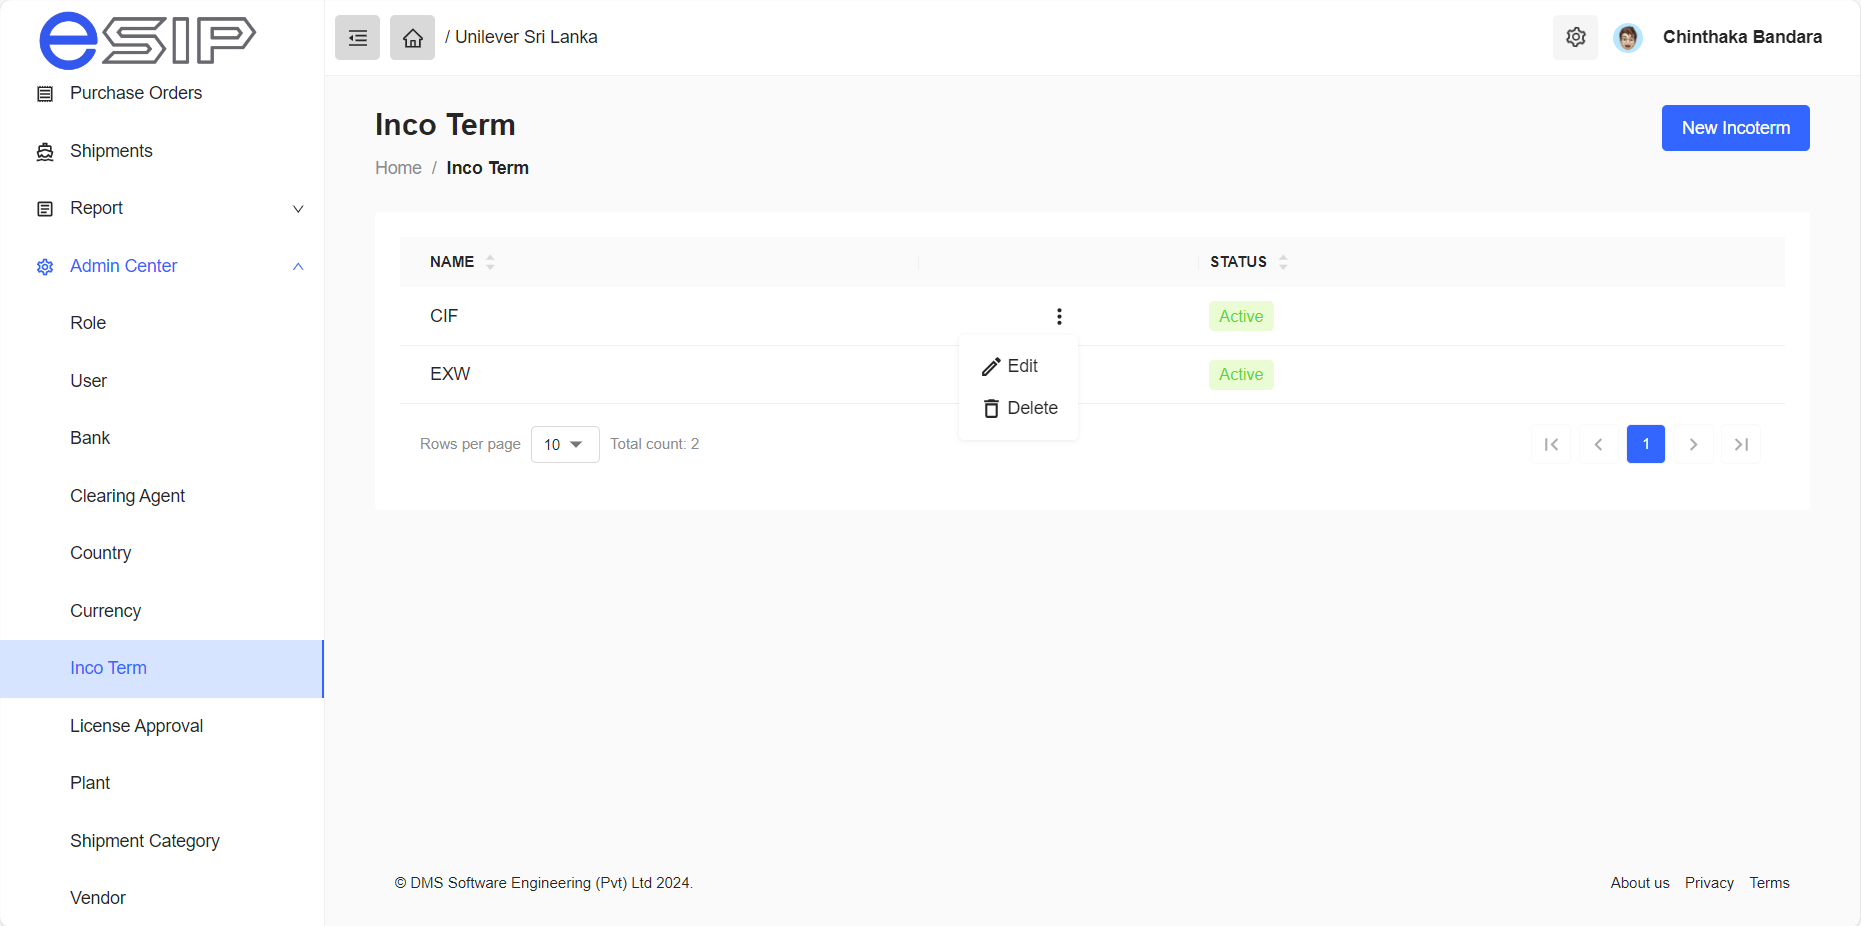 eSIP
Purchase Orders
Shipments
Report
Admin Center
Role
User
Bank
Clearing Agent
Country
Currency
Inco Term
License Approval
Plant
Shipment Category
Vendor
/ Unilever Sri Lanka
Chinthaka Bandara
Inco Term
New Incoterm
Home / Inco Term
NAME STATUS
CIF Active
Edit
EXW Active
Delete
Rows per page 10 Total count: 2
1
© DMS Software Engineering (Pvt) Ltd 2024.
About us Privacy Terms